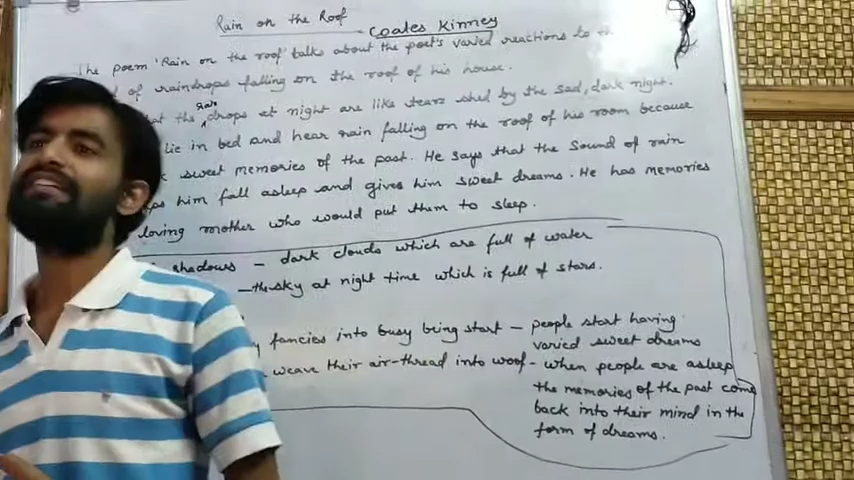 Rain on the Roof
- Coates Kinney
The poem 'Rain on the roof' talks about the poet's varied reactions to
of raindrops falling on the roof of his house.
the rain drops at night are like tears shed by the sad, dark night.
lie in bed and hear rain falling on the roof of his room because
sweet memories of the past. He says that the sound of rain
him fall asleep and gives him sweet dreams. He has memories
loving mother who would put them to sleep.
shadows - dark clouds which are full of water
- the sky at night time which is full of stars.
fancies into busy being start - people start having
varied sweet dreams
weave their air-thread into woof - when people are asleep
the memories of the past come
back into their mind in the
form of dreams.